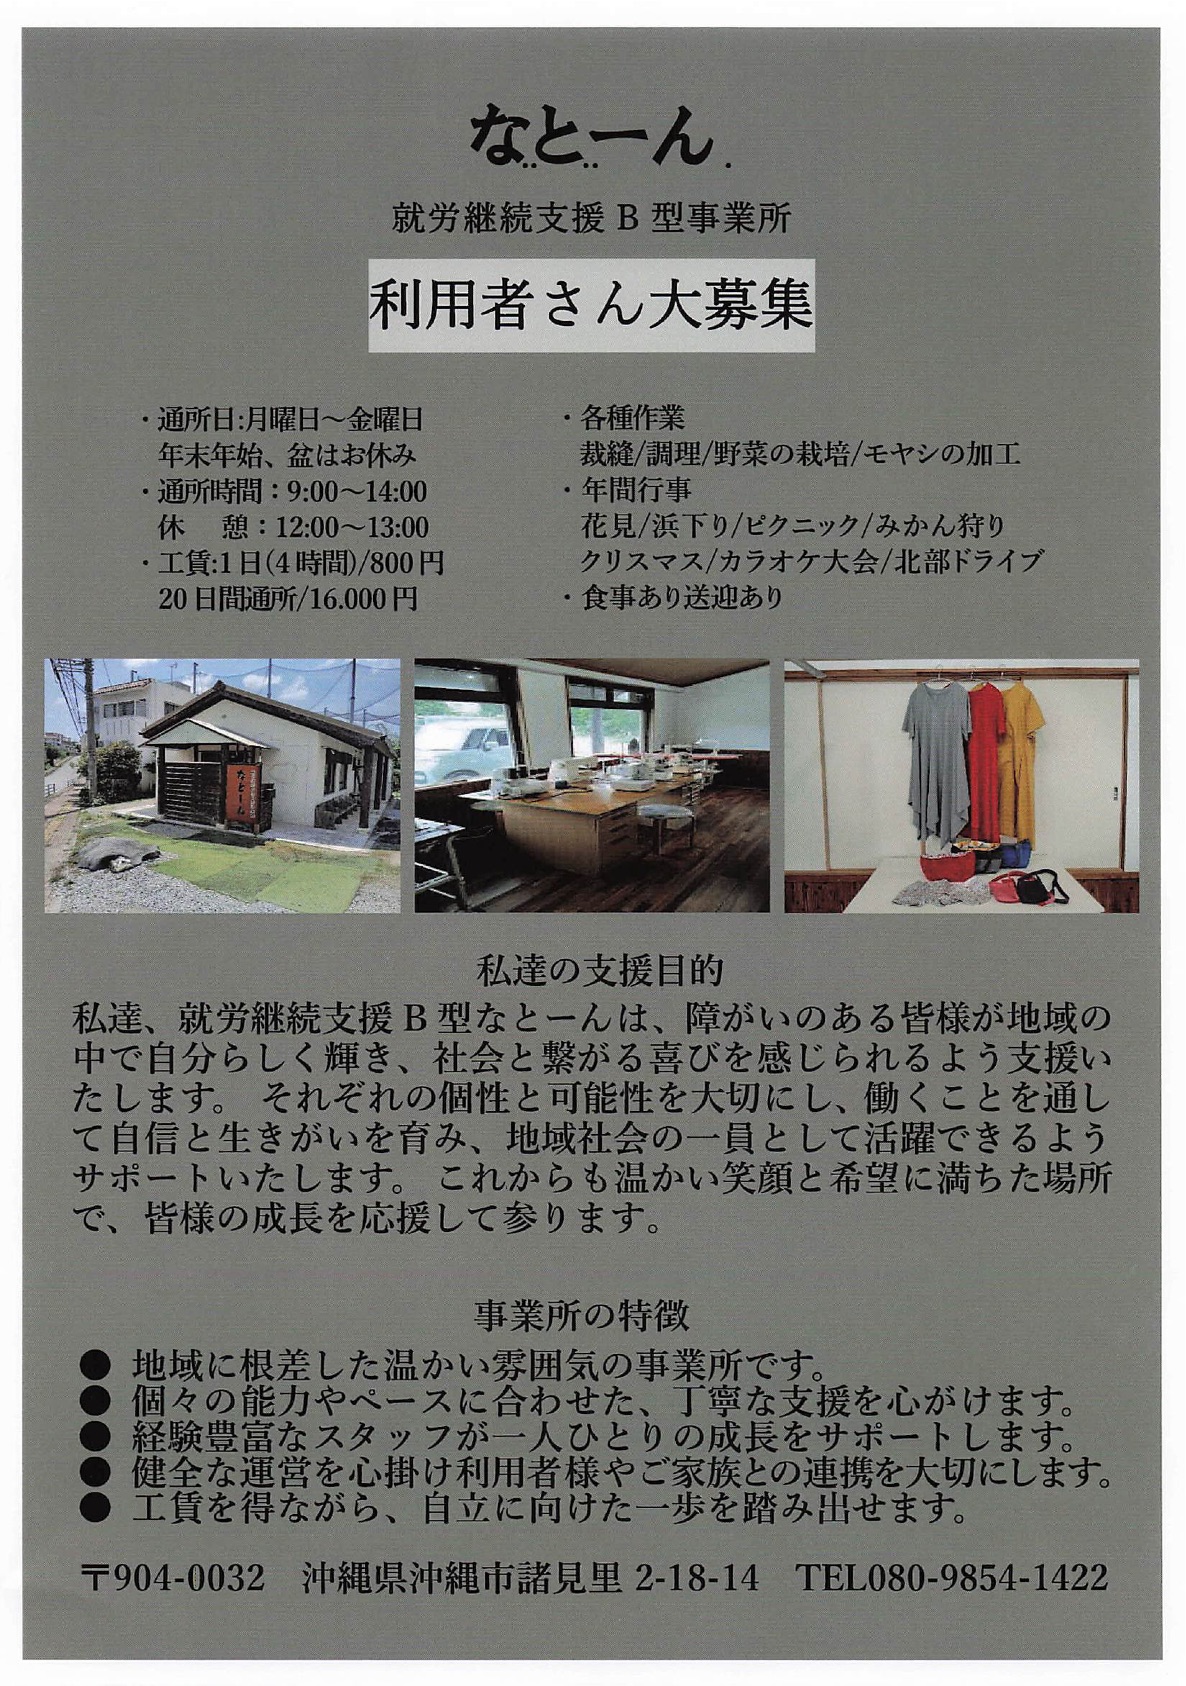 なとーん
就労継続支援 B 型事業所
利用者さん大募集
・通所日:月曜日～金曜日
年末年始、盆はお休み
・通所時間：9:00～14:00
休 憩：12:00～13:00
・工賃:1日(4時間)/800円
20日間通所/16.000円
・各種作業
裁縫/調理/野菜の栽培/モヤシの加工
・年間行事
花見/浜下り/ピクニック/みかん狩り
クリスマス/カラオケ大会/北部ドライブ
・食事あり送迎あり
なとーん
私達の支援目的
私達、就労継続支援 B 型なとーんは、障がいのある皆様が地域の
中で自分らしく輝き、社会と繋がる喜びを感じられるよう支援い
たします。 それぞれの個性と可能性を大切にし、働くことを通し
て自信と生きがいを育み、地域社会の一員として活躍できるよう
サポートいたします。 これからも温かい笑顔と希望に満ちた場所
で、皆様の成長を応援して参ります。
事業所の特徴
● 地域に根差した温かい雰囲気の事業所です。
● 個々の能力やペースに合わせた、丁寧な支援を心がけます。
● 経験豊富なスタッフが一人ひとりの成長をサポートします。
● 健全な運営を心掛け利用者様やご家族との連携を大切にします。
● 工賃を得ながら、自立に向けた一歩を踏み出せます。
〒904-0032 沖縄県沖縄市諸見里 2-18-14 TEL080-9854-1422